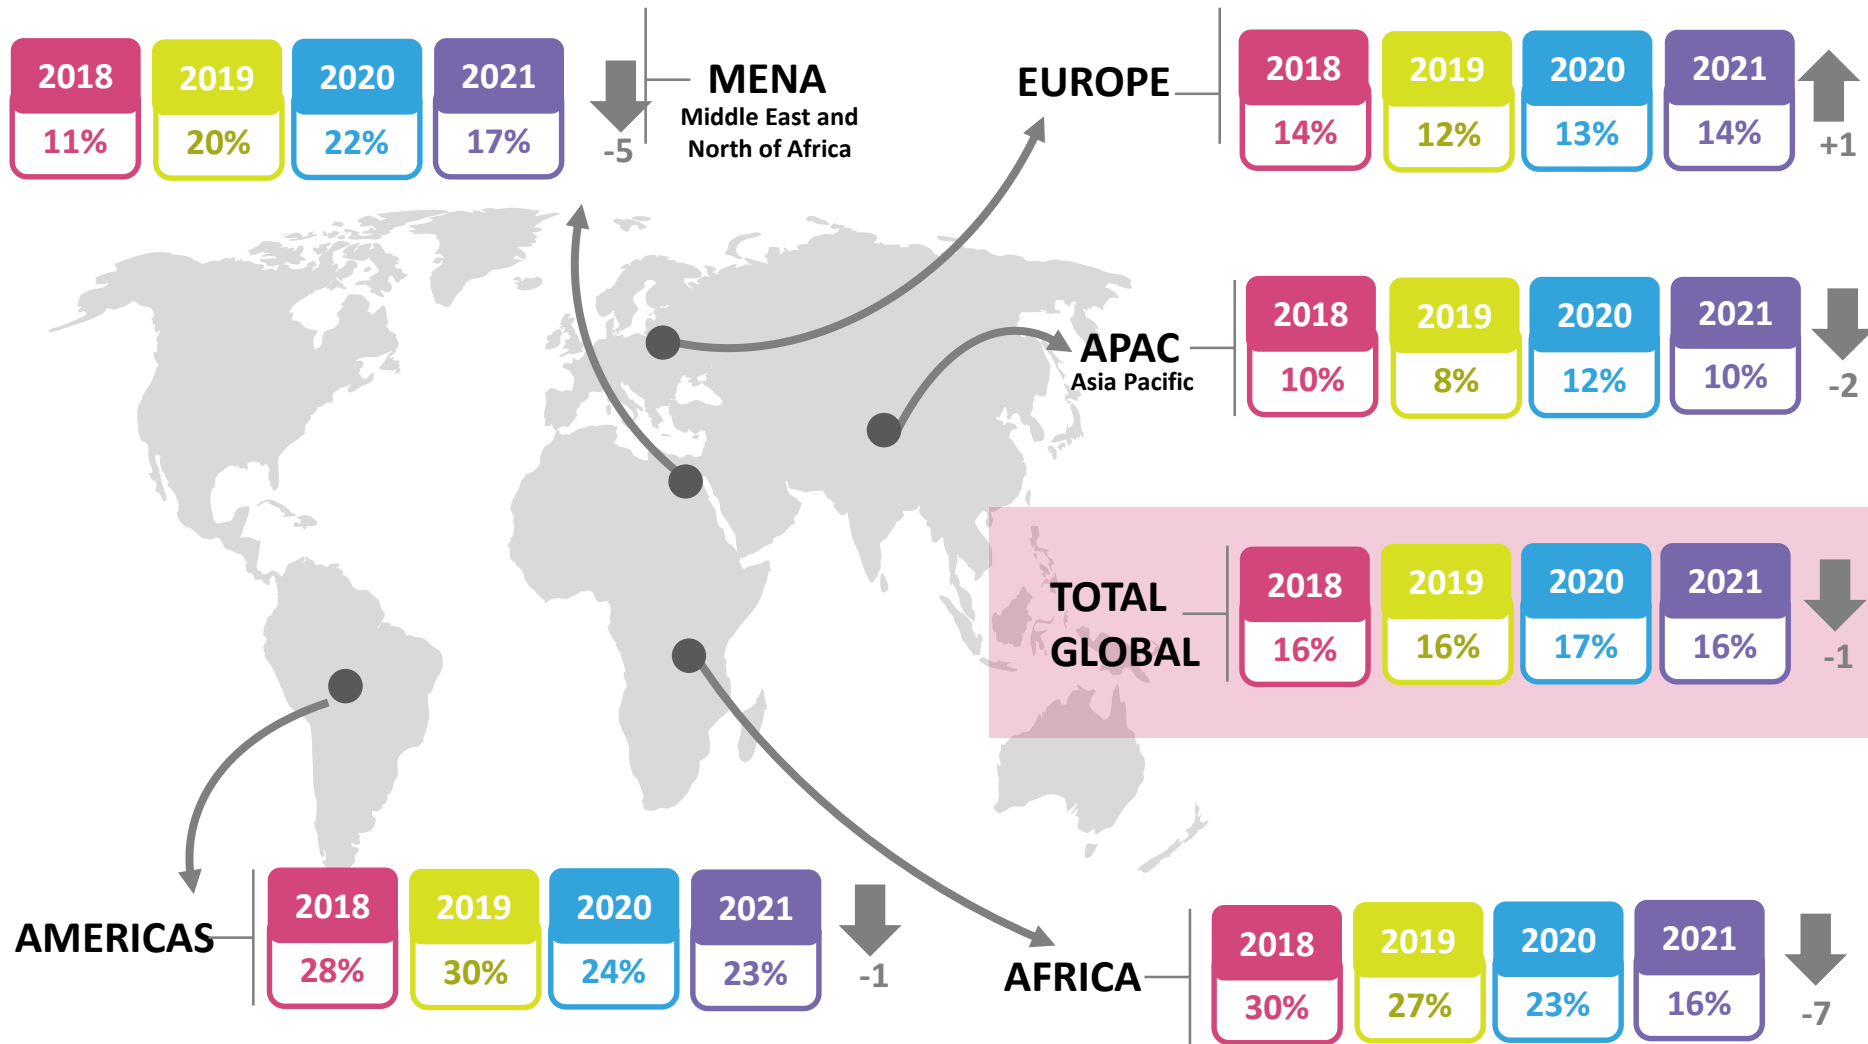 2018 2019 2020 2021
11% 20% 22% 17%
-5
MENA
Middle East and
North of Africa
EUROPE
2018 2019 2020 2021
14% 12% 13% 14%
+1
APAC
Asia Pacific
2018 2019 2020 2021
10% 8% 12% 10%
-2
TOTAL
GLOBAL
2018 2019 2020 2021
16% 16% 17% 16%
-1
AMERICAS
2018 2019 2020 2021
28% 30% 24% 23%
-1
AFRICA
2018 2019 2020 2021
30% 27% 23% 16%
-7